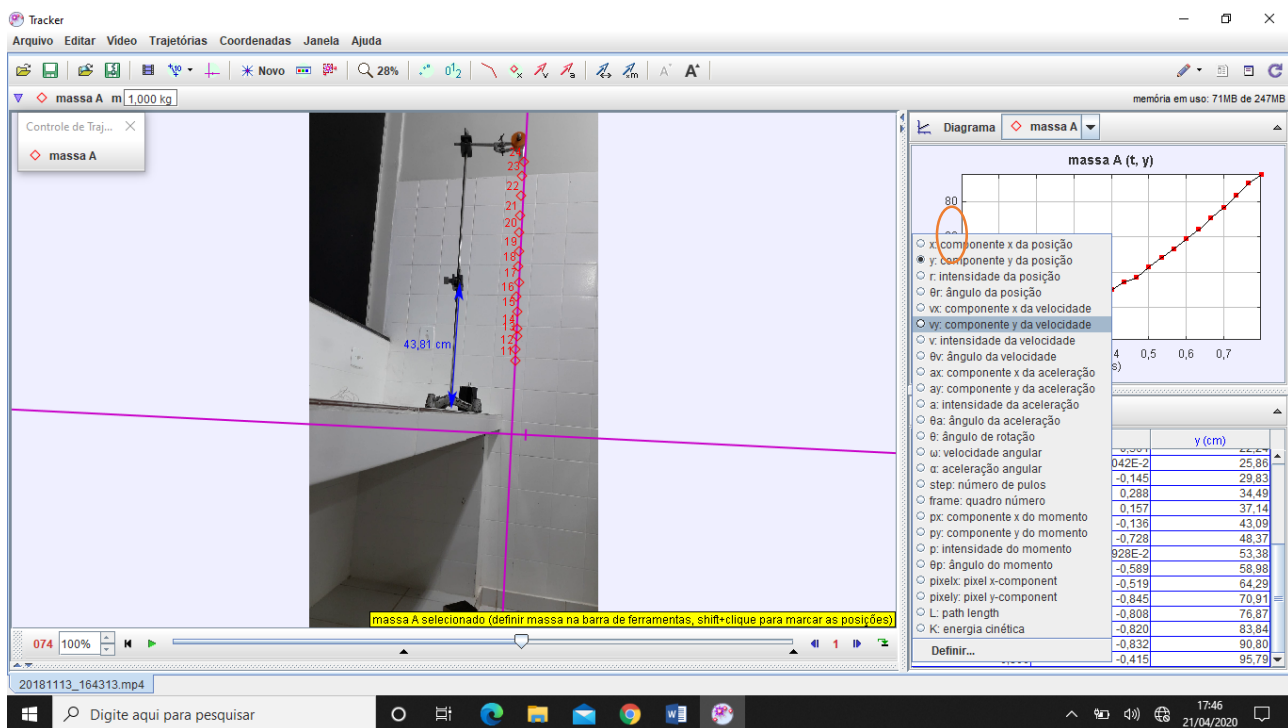 Tracker
Arquivo Editar Vídeo Trajetórias Coordenadas Janela Ajuda
Novo 28%
massa A m 1,000 kg
memória em uso: 71MB de 247MB
Controle de Traj...
massa A
23
22
21
20
19
18
17
16
15
14
13
12
11
43,81 cm
massa A selecionado (definir massa na barra de ferramentas, shift+clique para marcar as posições)
074 100% 1
20181113_164313.mp4
Diagrama massa A
massa A (t, y)
80
4 0,5 0,6 0,7
s)
x: componente x da posição
y: componente y da posição
r: intensidade da posição
θr: ângulo da posição
vx: componente x da velocidade
vy: componente y da velocidade
v: intensidade da velocidade
θv: ângulo da velocidade
ax: componente x da aceleração
ay: componente y da aceleração
a: intensidade da aceleração
θa: ângulo da aceleração
θ: ângulo de rotação
ω: velocidade angular
α: aceleração angular
step: número de pulos
frame: quadro número
px: componente x do momento
py: componente y do momento
p: intensidade do momento
θp: ângulo do momento
pixelx: pixel x-component
pixely: pixel y-component
L: path length
K: energia cinética
Definir...
y (cm)
042E-2 25,86
-0,145 29,83
0,288 34,49
0,157 37,14
-0,136 43,09
-0,728 48,37
928E-2 53,38
-0,589 58,98
-0,519 64,29
-0,845 70,91
-0,808 76,87
-0,820 83,84
-0,832 90,80
-0,415 95,79
Digite aqui para pesquisar
17:46
21/04/2020